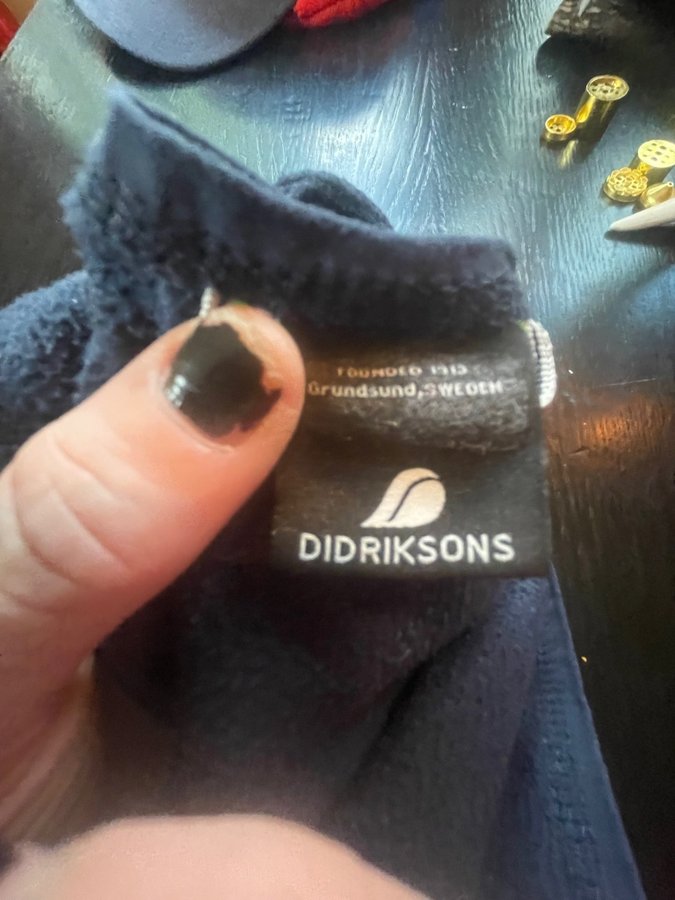 FOUNDED 1913
Grundsund, SWEDEN
DIDRIKSONS